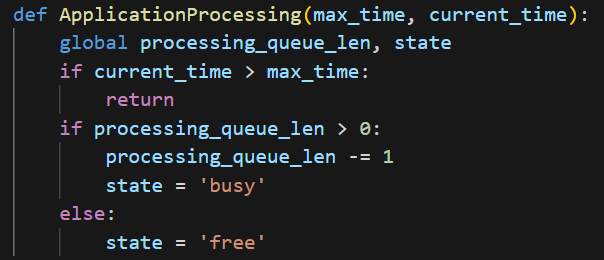 def ApplicationProcessing(max_time, current_time):
    global processing_queue_len, state
    if current_time > max_time:
        return
    if processing_queue_len > 0:
        processing_queue_len -= 1
        state = 'busy'
    else:
        state = 'free'